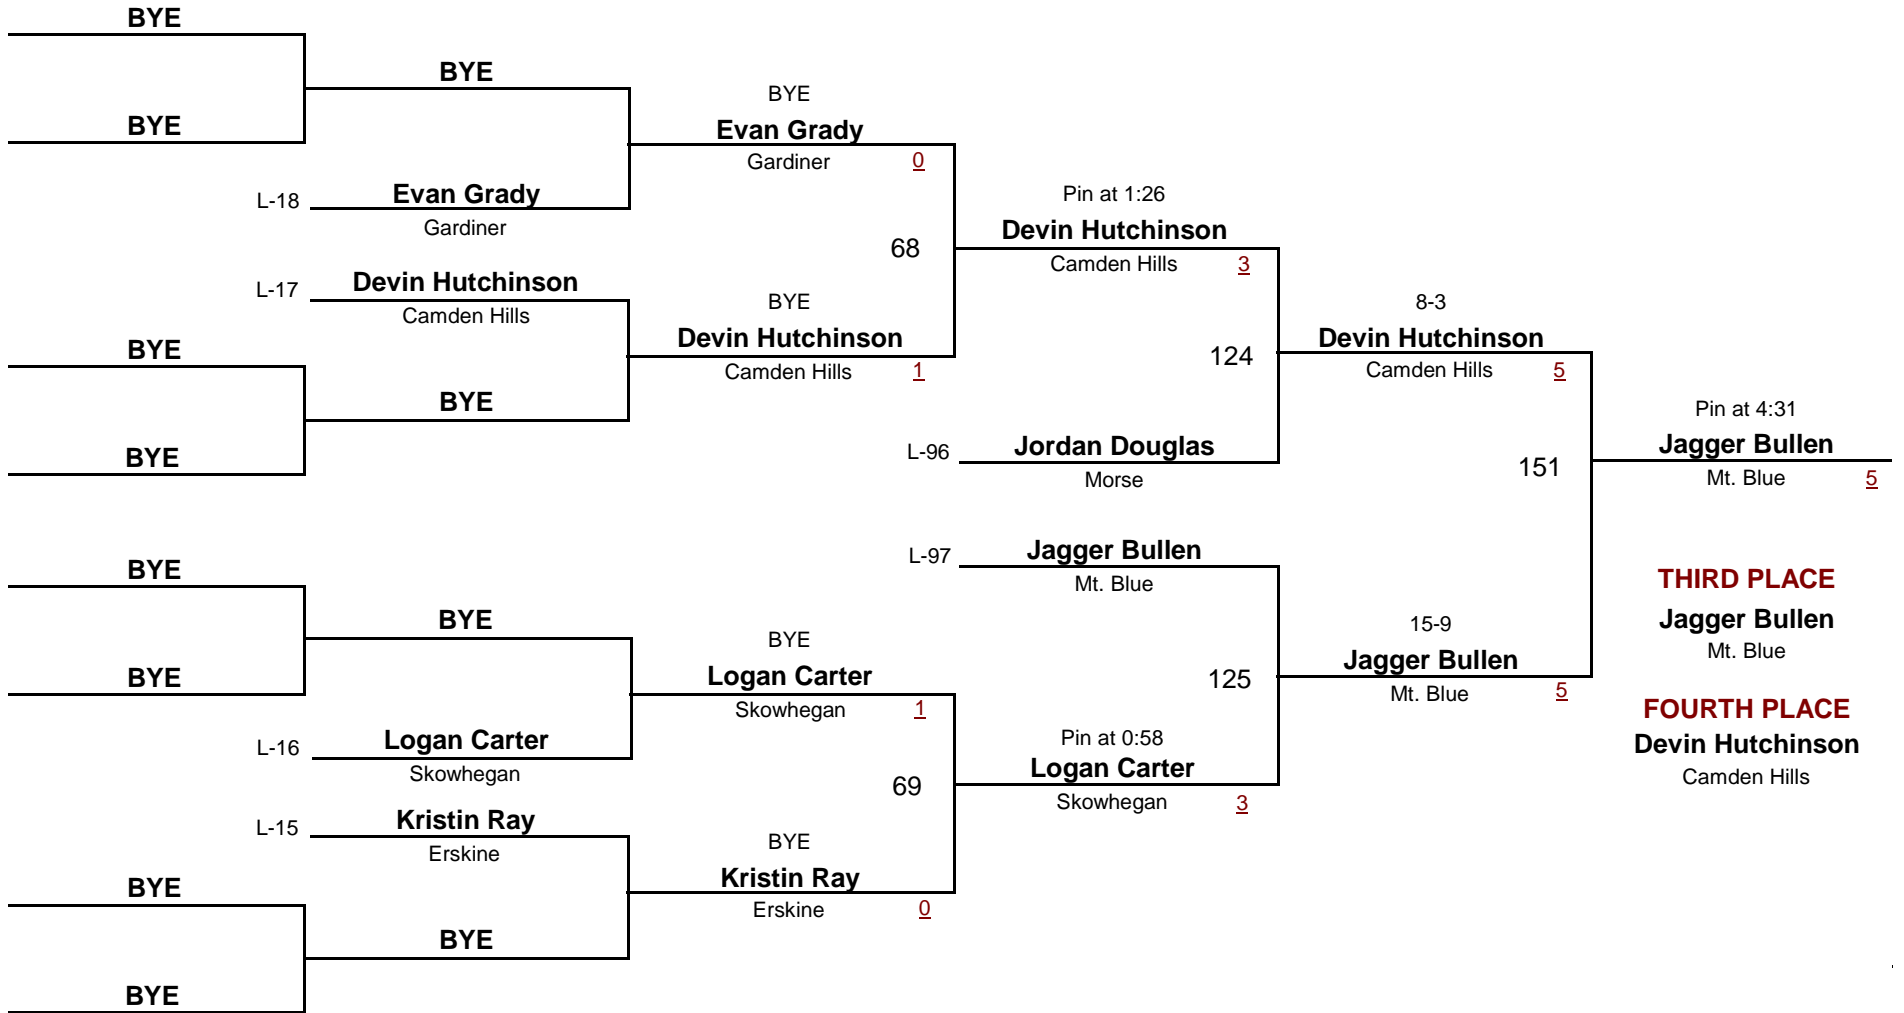 BYE
BYE
BYE
L-18
Evan Grady
Gardiner
BYE
Evan Grady
Gardiner
0
L-17
Devin Hutchinson
Camden Hills
BYE
BYE
BYE
BYE
Devin Hutchinson
Camden Hills
1
68
Pin at 1:26
Devin Hutchinson
Camden Hills
3
L-96
Jordan Douglas
Morse
124
8-3
Devin Hutchinson
Camden Hills
5
BYE
BYE
BYE
L-16
Logan Carter
Skowhegan
BYE
Logan Carter
Skowhegan
1
L-15
Kristin Ray
Erskine
BYE
BYE
BYE
BYE
Kristin Ray
Erskine
0
69
L-97
Jagger Bullen
Mt. Blue
Pin at 0:58
Logan Carter
Skowhegan
3
125
15-9
Jagger Bullen
Mt. Blue
5
151
Pin at 4:31
Jagger Bullen
Mt. Blue
5
THIRD PLACE
Jagger Bullen
Mt. Blue
FOURTH PLACE
Devin Hutchinson
Camden Hills